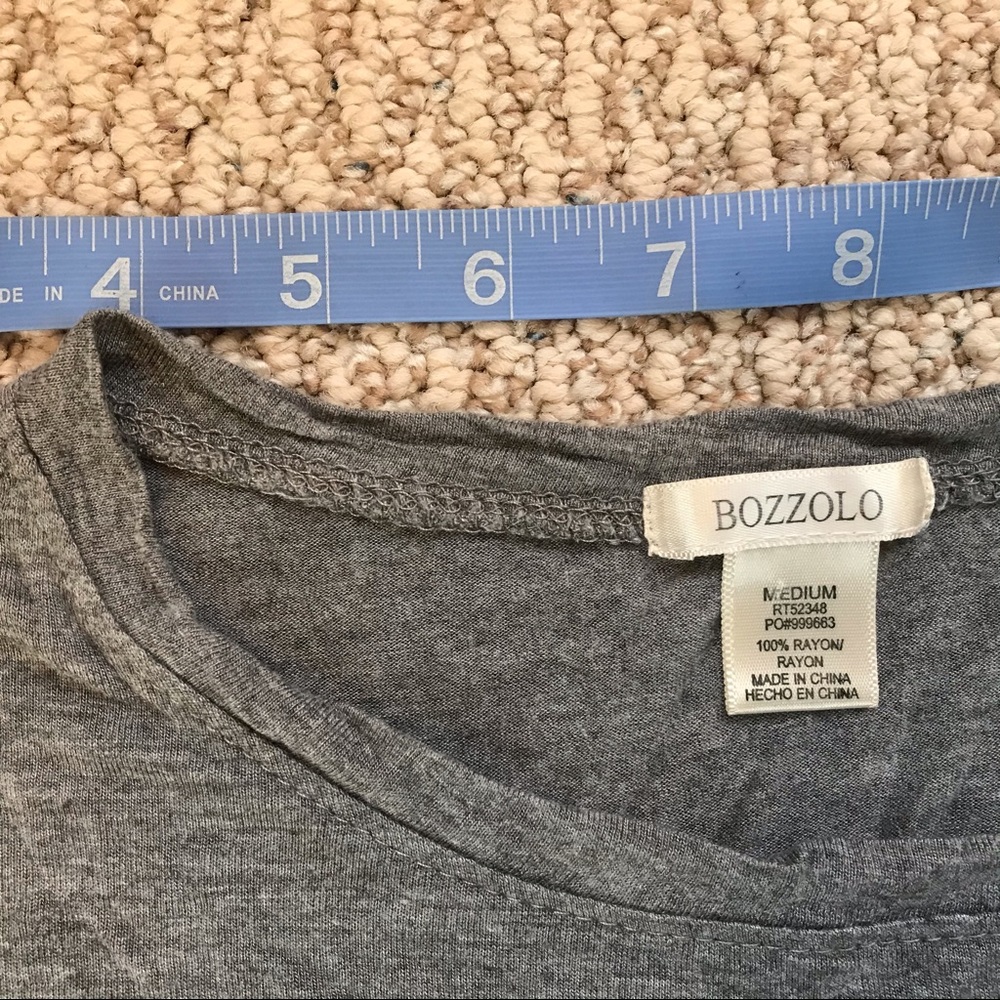 DE IN 4 CHINA 5 6 7 8
BOZZOLO
MEDIUM
RT52348
PO#999663
100% RAYON/
RAYON
MADE IN CHINA
HECHO EN CHINA